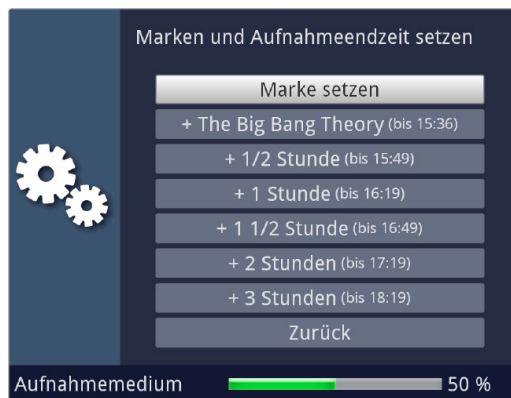 Marken und Aufnahmeendzeit setzen
Marke setzen
+ The Big Bang Theory (bis 15:36)
+ 1/2 Stunde (bis 15:49)
+ 1 Stunde (bis 16:19)
+ 1 1/2 Stunde (bis 16:49)
+ 2 Stunden (bis 17:19)
+ 3 Stunden (bis 18:19)
Zurück
Aufnahmemedium 50 %